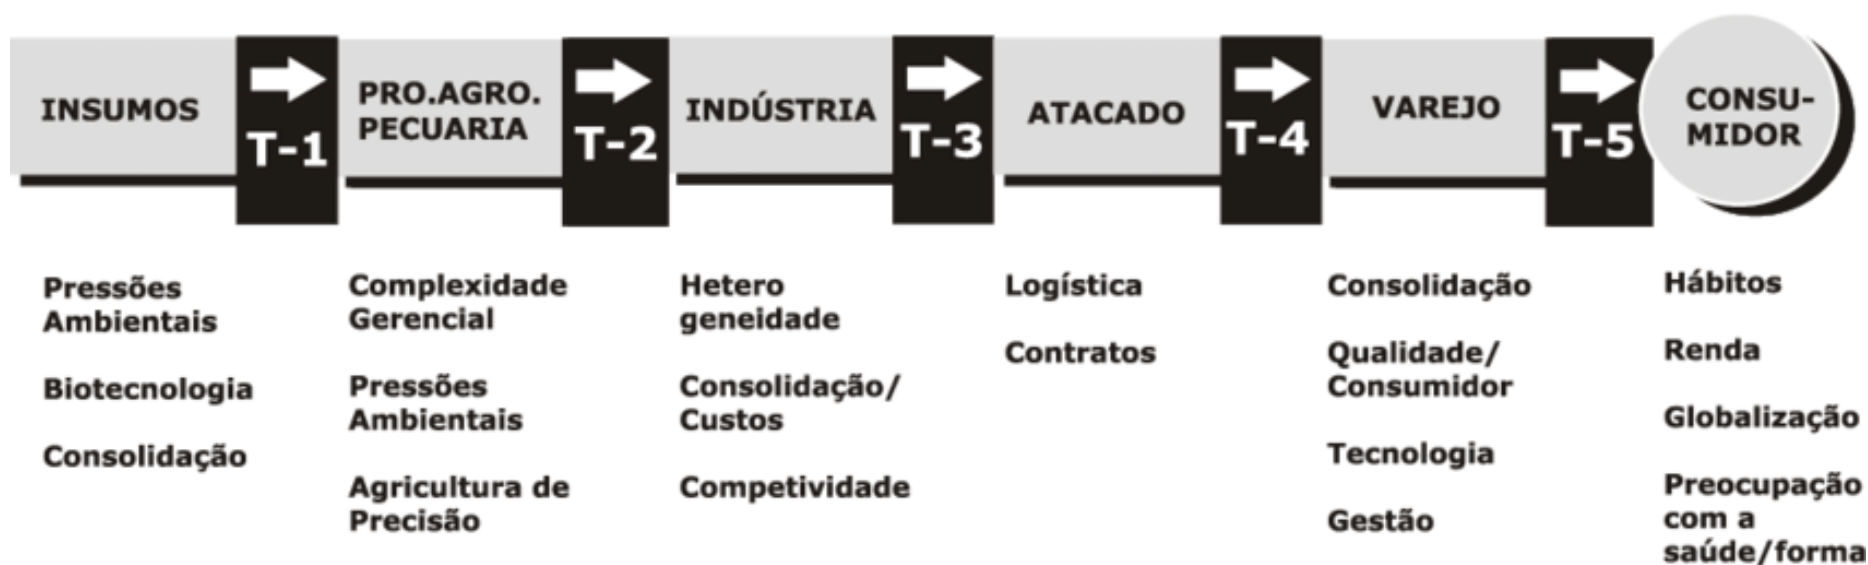 INSUMOS
T-1
PRO.AGRO.
PECUARIA
T-2
INDÚSTRIA
T-3
ATACADO
T-4
VAREJO
T-5
CONSU-
MIDOR
Pressões
Ambientais
Biotecnologia
Consolidação
Complexidade
Gerencial
Pressões
Ambientais
Agricultura de
Precisão
Hetero
geneidade
Consolidação/
Custos
Competividade
Logística
Contratos
Consolidação
Qualidade/
Consumidor
Tecnologia
Gestão
Hábitos
Renda
Globalização
Preocupação
com a
saúde/forma